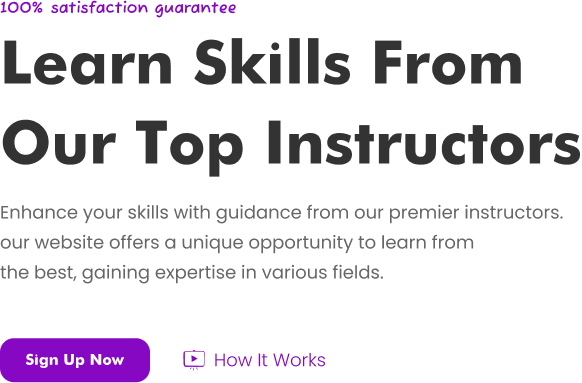 100% satisfaction guarantee
Learn Skills From
Our Top Instructors
Enhance your skills with guidance from our premier instructors.
our website offers a unique opportunity to learn from
the best, gaining expertise in various fields.
Sign Up Now
How It Works